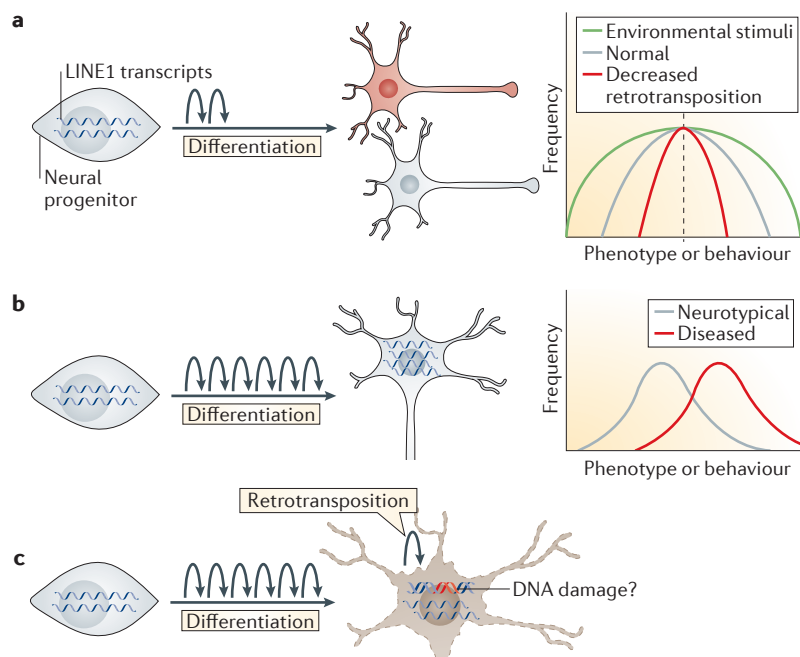 a
LINE1 transcripts
Neural
progenitor
Differentiation
Environmental stimuli
Normal
Decreased
retrotransposition
Frequency
Phenotype or behaviour
b
Differentiation
Neurotypical
Diseased
Frequency
Phenotype or behaviour
Retrotransposition
c
Differentiation
DNA damage?